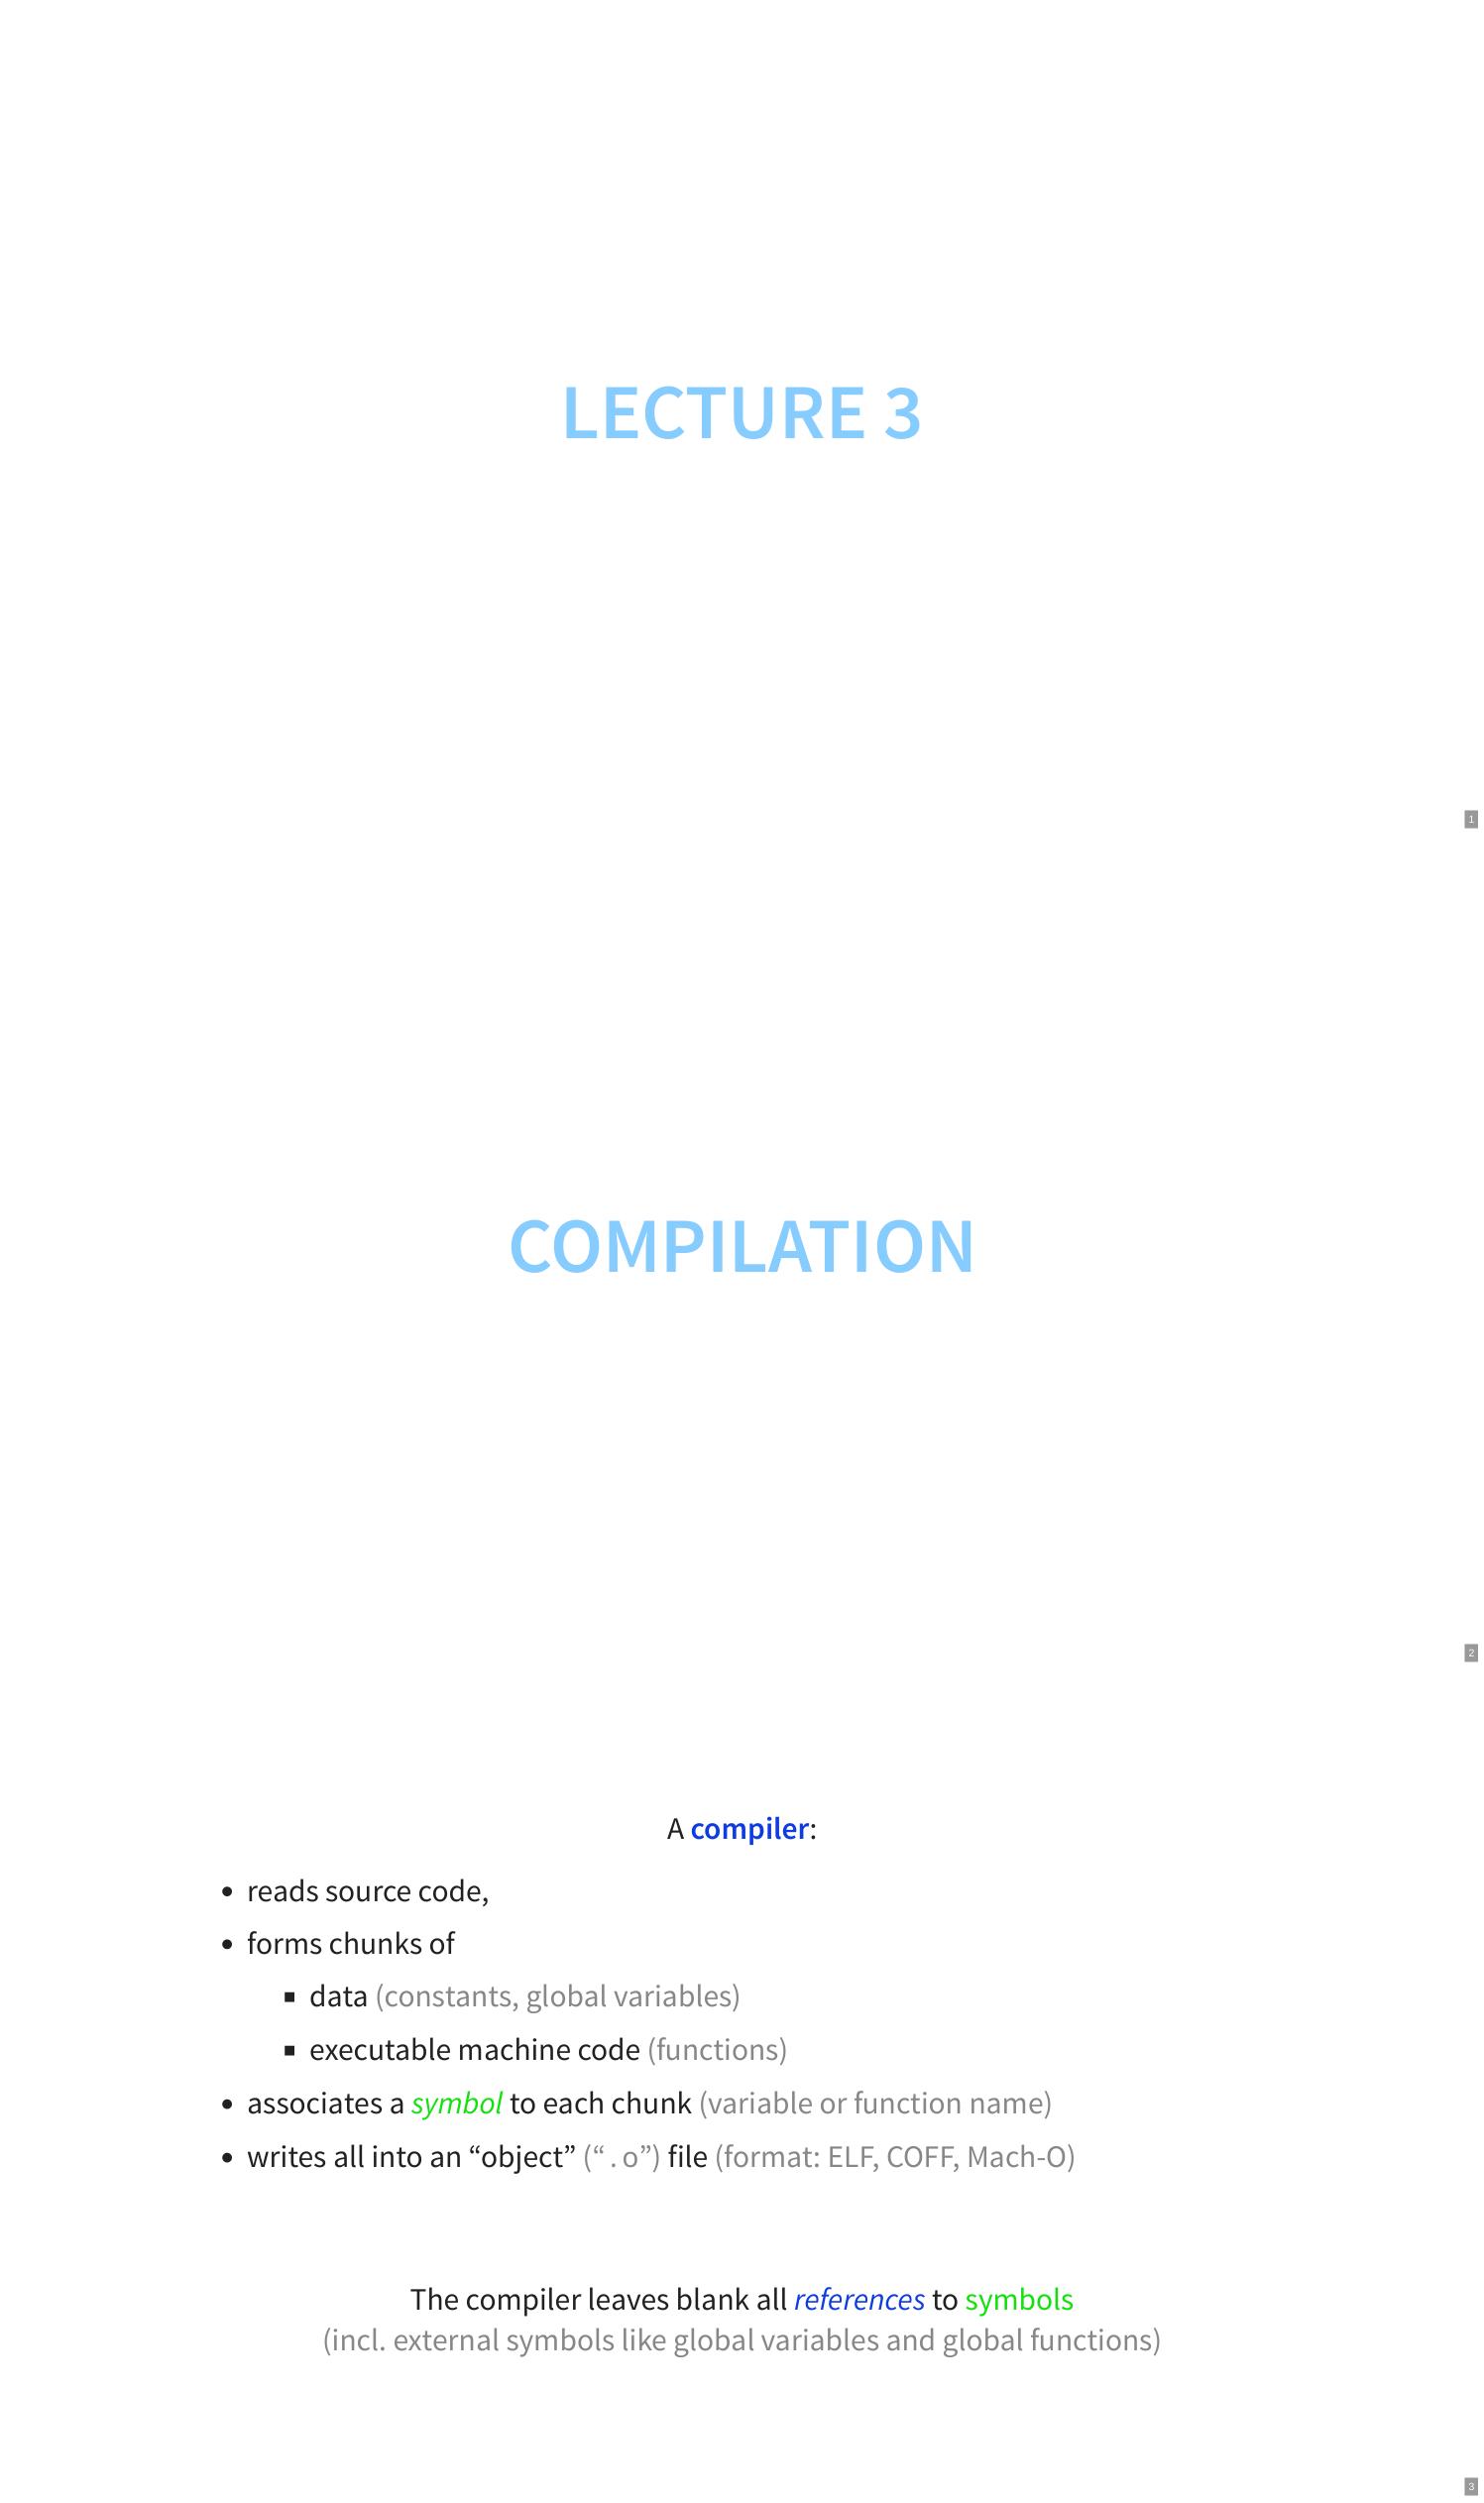 LECTURE 3
1
COMPILATION
2
A compiler:
• reads source code,
• forms chunks of
▪ data (constants, global variables)
▪ executable machine code (functions)
• associates a symbol to each chunk (variable or function name)
• writes all into an “object” (“.o”) file (format: ELF, COFF, Mach-O)
The compiler leaves blank all references to symbols
(incl. external symbols like global variables and global functions)
3